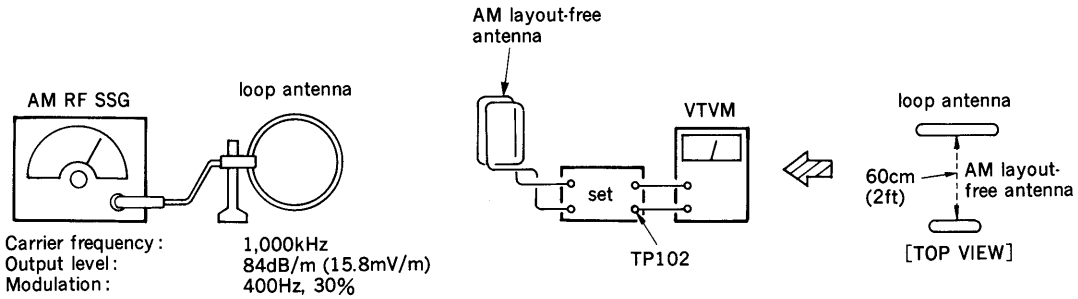 AM RF SSG
loop antenna
Carrier frequency: 1,000kHz
Output level: 84dB/m (15.8mV/m)
Modulation: 400Hz, 30%
AM layout-free
antenna
set
VTVM
TP102
loop antenna
60cm
(2ft)
AM layout-
free antenna
[TOP VIEW]